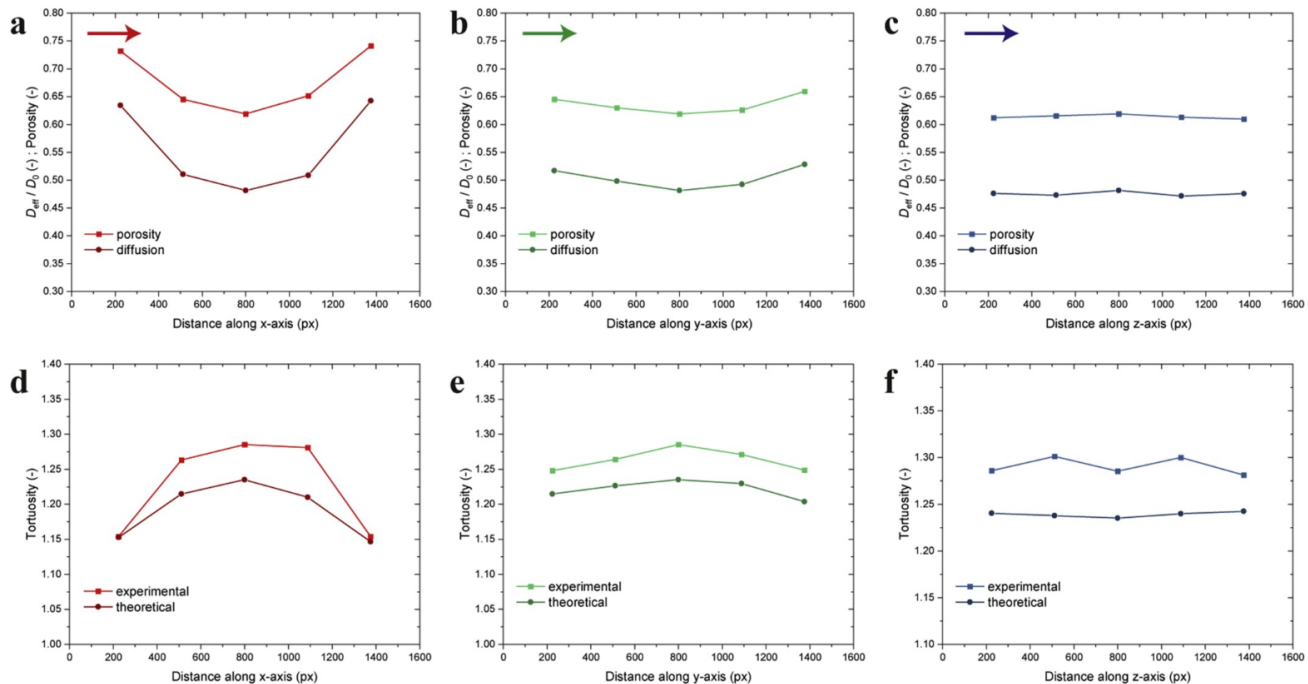 a
0.80
0.75
0.70
0.65
0.60
0.55
0.50
0.45
0.40
0.35
0.30
Deff / D0 (-) ; Porosity (-)
porosity
diffusion
0 200 400 600 800 1000 1200 1400 1600
Distance along x-axis (px)
b
0.80
0.75
0.70
0.65
0.60
0.55
0.50
0.45
0.40
0.35
0.30
Deff / D0 (-) ; Porosity (-)
porosity
diffusion
0 200 400 600 800 1000 1200 1400 1600
Distance along y-axis (px)
c
0.80
0.75
0.70
0.65
0.60
0.55
0.50
0.45
0.40
0.35
0.30
Deff / D0 (-) ; Porosity (-)
porosity
diffusion
0 200 400 600 800 1000 1200 1400 1600
Distance along z-axis (px)
d
1.40
1.35
1.30
1.25
1.20
1.15
1.10
1.05
1.00
Tortuosity (-)
experimental
theoretical
0 200 400 600 800 1000 1200 1400 1600
Distance along x-axis (px)
e
1.40
1.35
1.30
1.25
1.20
1.15
1.10
1.05
1.00
Tortuosity (-)
experimental
theoretical
0 200 400 600 800 1000 1200 1400 1600
Distance along y-axis (px)
f
1.40
1.35
1.30
1.25
1.20
1.15
1.10
Tortuosity (-)
experimental
theoretical
0 200 400 600 800 1000 1200 1400 1600
Distance along z-axis (px)